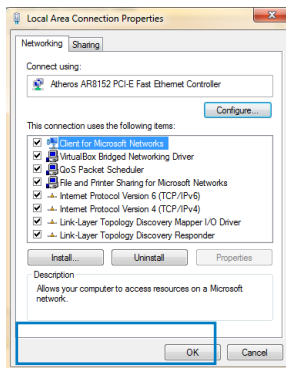 Local Area Connection Properties
Networking Sharing
Connect using:
Atheros AR8152 PCI-E Fast Ethernet Controller
Configure...
This connection uses the following items:
Client for Microsoft Networks
VirtualBox Bridged Networking Driver
QoS Packet Scheduler
File and Printer Sharing for Microsoft Networks
Internet Protocol Version 6 (TCP/IPv6)
Internet Protocol Version 4 (TCP/IPv4)
Link-Layer Topology Discovery Mapper I/O Driver
Link-Layer Topology Discovery Responder
Install... Uninstall Properties
Description
Allows your computer to access resources on a Microsoft
network.
OK Cancel